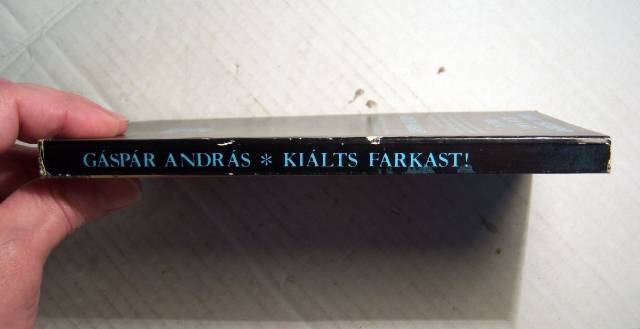 GÁSPÁR ANDRÁS * KIÁLTS FARKAST!